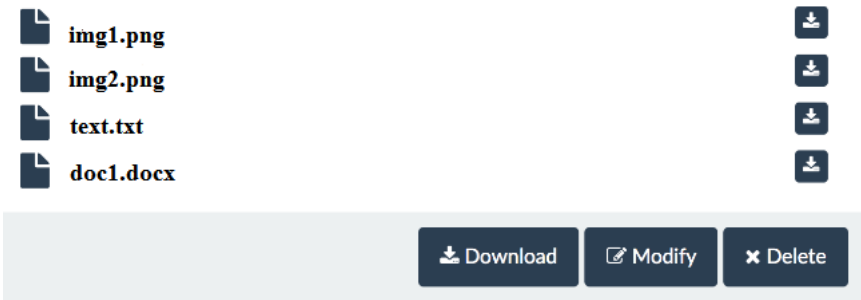 img1.png
img2.png
text.txt
doc1.docx
Download Modify Delete